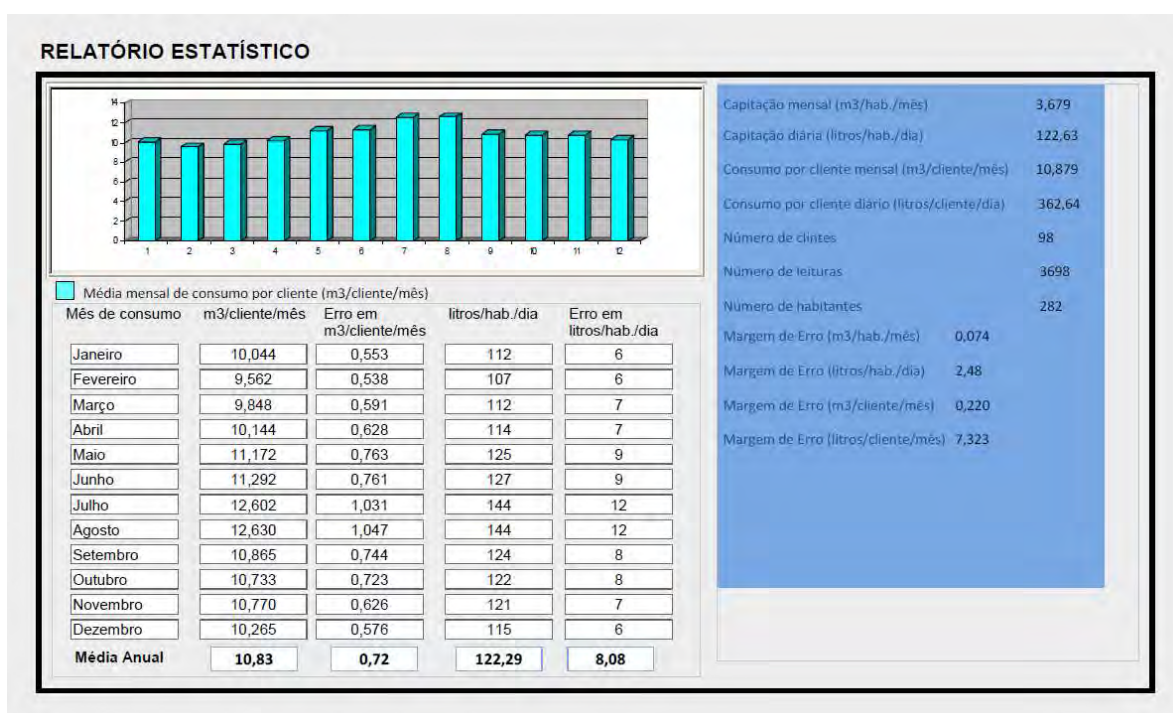 RELATÓRIO ESTATÍSTICO
14
12
10
8
6
4
2
0
1 2 3 4 5 6 7 8 9 10 11 12
Média mensal de consumo por cliente (m3/cliente/mês)
Mês de consumo m3/cliente/mês Erro em m3/cliente/mês litros/hab./dia Erro em litros/hab./dia
Janeiro 10,044 0,553 112 6
Fevereiro 9,562 0,538 107 6
Março 9,848 0,591 112 7
Abril 10,144 0,628 114 7
Maio 11,172 0,763 125 9
Junho 11,292 0,761 127 9
Julho 12,602 1,031 144 12
Agosto 12,630 1,047 144 12
Setembro 10,865 0,744 124 8
Outubro 10,733 0,723 122 8
Novembro 10,770 0,626 121 7
Dezembro 10,265 0,576 115 6
Média Anual 10,83 0,72 122,29 8,08
Capitação mensal (m3/hab./mês) 3,679
Capitação diária (litros/hab./dia) 122,63
Consumo por cliente mensal (m3/cliente/mês) 10,879
Consumo por cliente diário (litros/cliente/dia) 362,64
Número de clintes 98
Número de leituras 3698
Número de habitantes 282
Margem de Erro (m3/hab./mês) 0,074
Margem de Erro (litros/hab./dia) 2,48
Margem de Erro (m3/cliente/mês) 0,220
Margem de Erro (litros/cliente/mês) 7,323